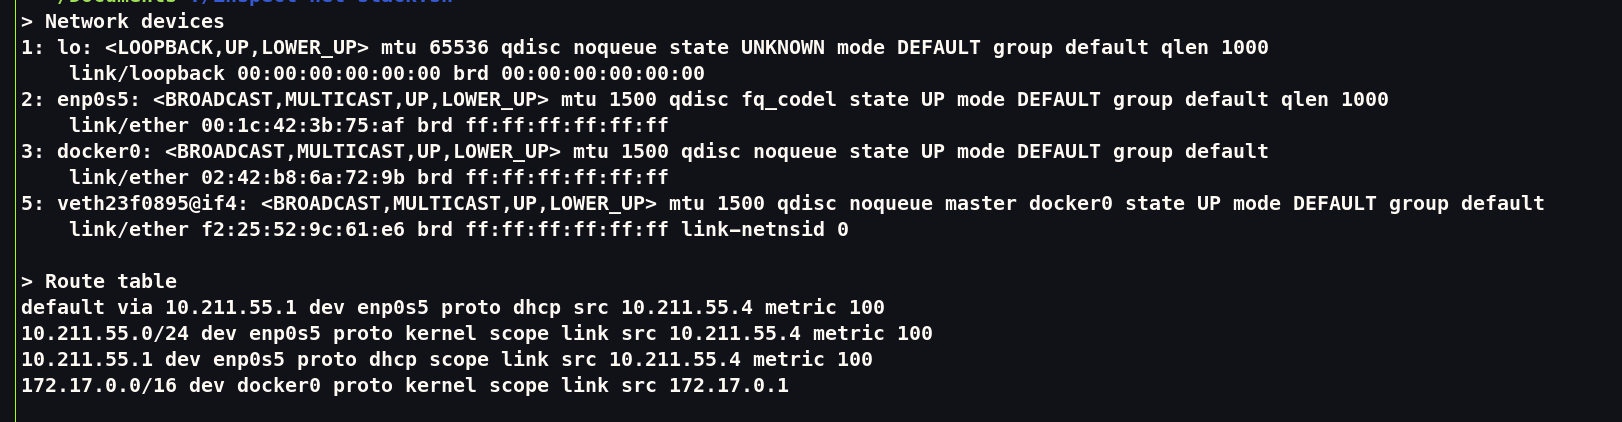 > Network devices
1: lo: <LOOPBACK,UP,LOWER_UP> mtu 65536 qdisc noqueue state UNKNOWN mode DEFAULT group default qlen 1000
    link/loopback 00:00:00:00:00:00 brd 00:00:00:00:00:00
2: enp0s5: <BROADCAST,MULTICAST,UP,LOWER_UP> mtu 1500 qdisc fq_codel state UP mode DEFAULT group default qlen 1000
    link/ether 00:1c:42:3b:75:af brd ff:ff:ff:ff:ff:ff
3: docker0: <BROADCAST,MULTICAST,UP,LOWER_UP> mtu 1500 qdisc noqueue state UP mode DEFAULT group default
    link/ether 02:42:b8:6a:72:9b brd ff:ff:ff:ff:ff:ff
5: veth23f0895@if4: <BROADCAST,MULTICAST,UP,LOWER_UP> mtu 1500 qdisc noqueue master docker0 state UP mode DEFAULT group default
    link/ether f2:25:52:9c:61:e6 brd ff:ff:ff:ff:ff:ff link-netnsid 0

> Route table
default via 10.211.55.1 dev enp0s5 proto dhcp src 10.211.55.4 metric 100
10.211.55.0/24 dev enp0s5 proto kernel scope link src 10.211.55.4 metric 100
10.211.55.1 dev enp0s5 proto dhcp scope link src 10.211.55.4 metric 100
172.17.0.0/16 dev docker0 proto kernel scope link src 172.17.0.1